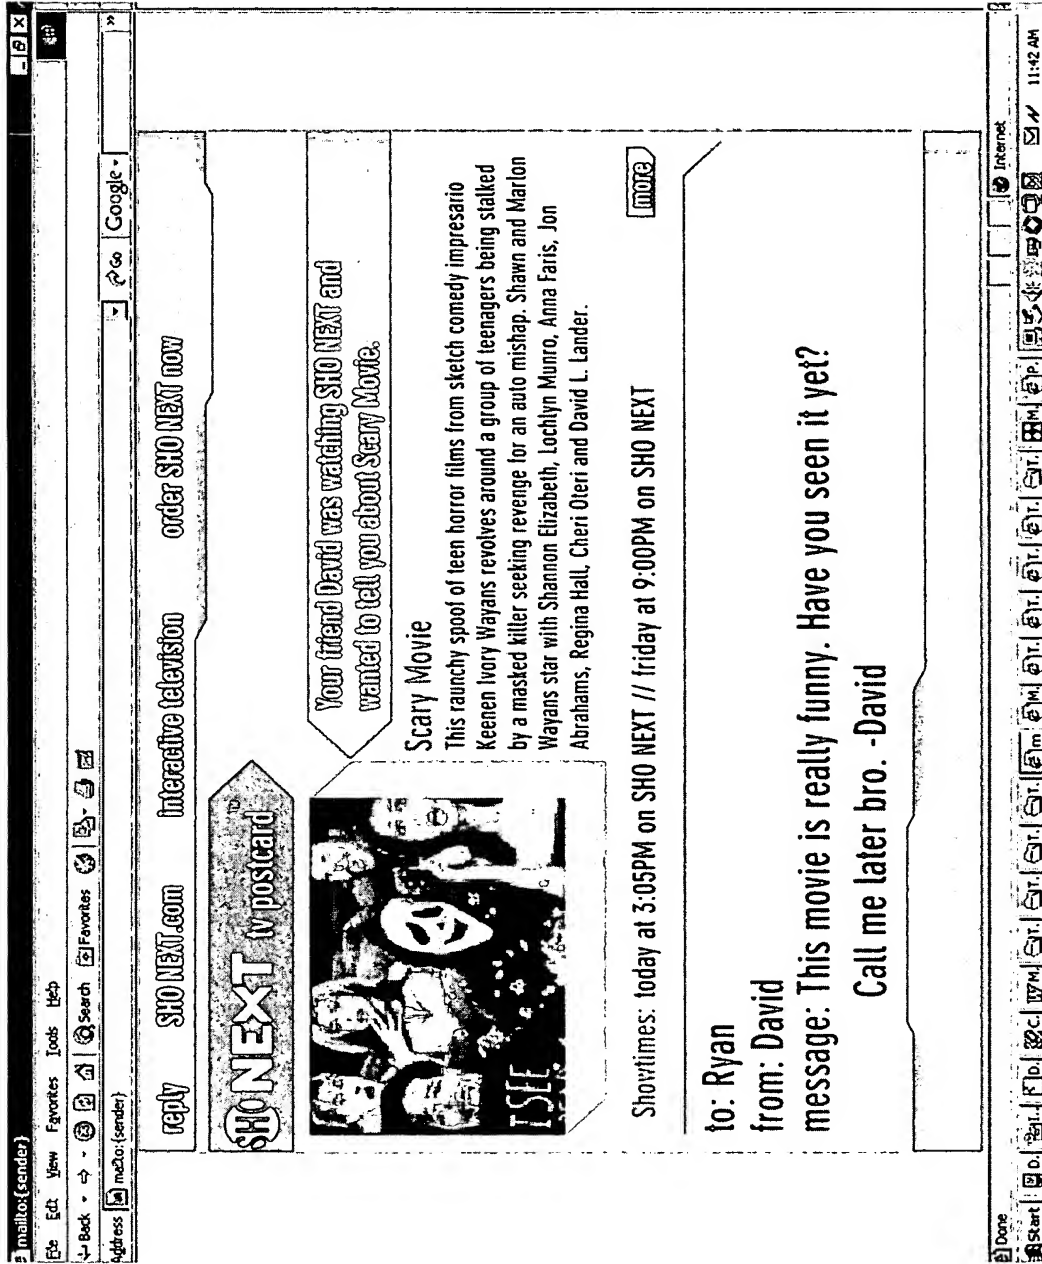 mailto:{sender}
File Edit View Favorites Tools Help
Back Search Favorites
Address mailto:{sender} Go Google
reply SHO NEXT.com interactive television order SHO NEXT now
SHO NEXT tv postcard
Your friend David was watching SHO NEXT and
wanted to tell you about Scary Movie.
Scary Movie
This raunchy spoof of teen horror films from sketch comedy impresario
Keenen Ivory Wayans revolves around a group of teenagers being stalked
by a masked killer seeking revenge for an auto mishap. Shawn and Marlon
Wayans star with Shannon Elizabeth, Lochlyn Munro, Anna Faris, Jon
Abrahams, Regina Hall, Cheri Oteri and David L. Lander.
Showtimes: today at 3:05PM on SHO NEXT // friday at 9:00PM on SHO NEXT
more
to: Ryan
from: David
message: This movie is really funny. Have you seen it yet?
Call me later bro. -David
Done Internet
Start 11:42 AM